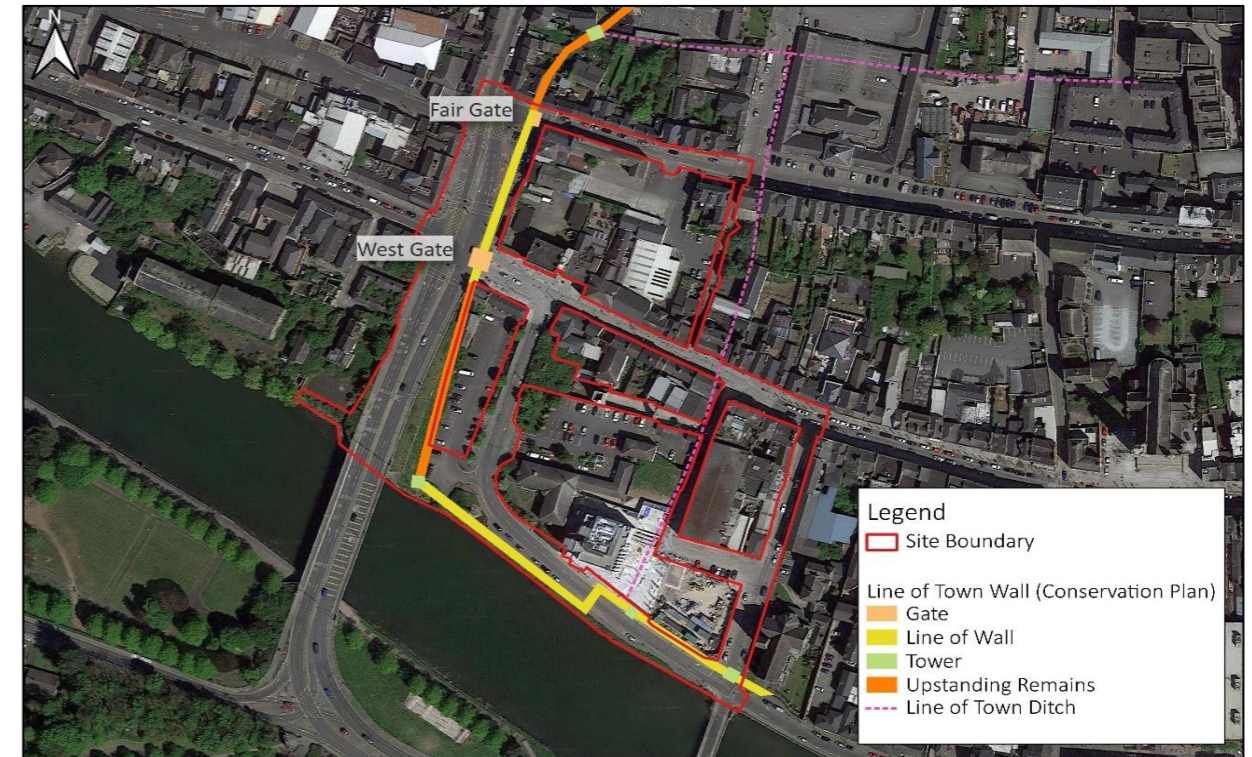 N
Fair Gate
West Gate
Legend
Site Boundary
Line of Town Wall (Conservation Plan)
Gate
Line of Wall
Tower
Upstanding Remains
Line of Town Ditch